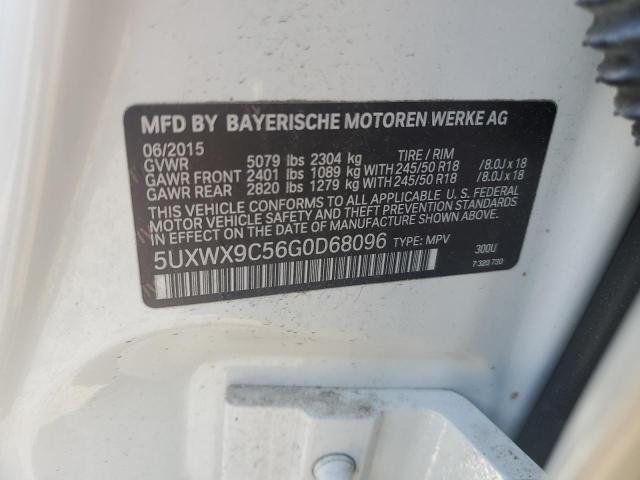 MFD BY BAYERISCHE MOTOREN WERKE AG
06/2015 TIRE / RIM
GVWR 5079 lbs 2304 kg
GAWR FRONT 2401 lbs 1089 kg WITH 245/50 R18 /8.0J x 18
GAWR REAR 2820 lbs 1279 kg WITH 245/50 R18 /8.0J x 18
THIS VEHICLE CONFORMS TO ALL APPLICABLE U. S. FEDERAL
MOTOR VEHICLE SAFETY STANDARDS IN EFFECT ON THE
DATE OF MANUFACTURE SHOWN ABOVE.
5UXWX9C56G0D68096 TYPE: MPV 300U
7 320 730